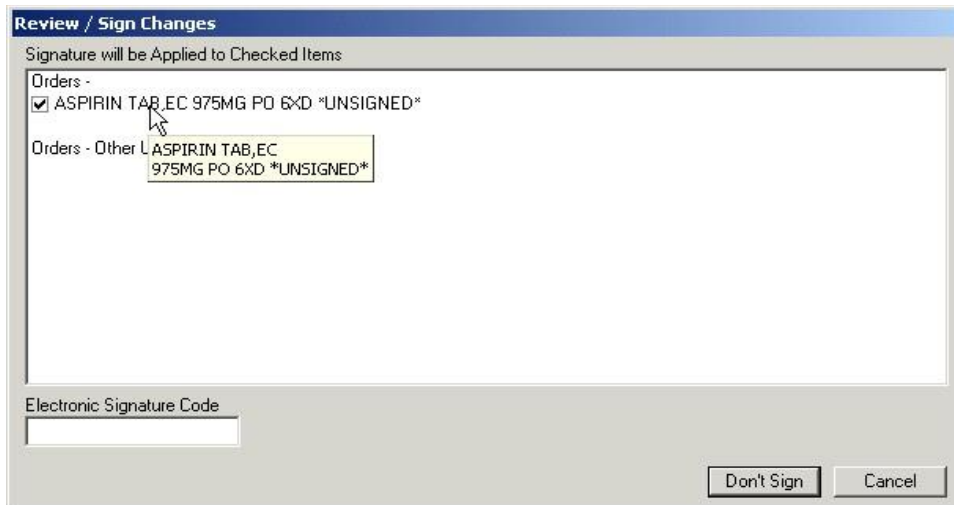 Review / Sign Changes
Signature will be Applied to Checked Items
Orders -
ASPIRIN TAB,EC 975MG PO 6XD *UNSIGNED*
Orders - Other
ASPIRIN TAB,EC
975MG PO 6XD *UNSIGNED*
Electronic Signature Code
Don't Sign
Cancel